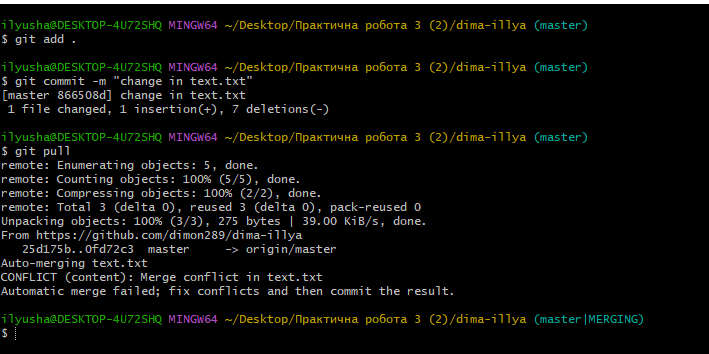 ilyusha@DESKTOP-4U72SHQ MINGW64 ~/Desktop/Практична робота 3 (2)/dima-illya (master)
$ git add .
ilyusha@DESKTOP-4U72SHQ MINGW64 ~/Desktop/Практична робота 3 (2)/dima-illya (master)
$ git commit -m "change in text.txt"
[master 866508d] change in text.txt
 1 file changed, 1 insertion(+), 7 deletions(-)
ilyusha@DESKTOP-4U72SHQ MINGW64 ~/Desktop/Практична робота 3 (2)/dima-illya (master)
$ git pull
remote: Enumerating objects: 5, done.
remote: Counting objects: 100% (5/5), done.
remote: Compressing objects: 100% (2/2), done.
remote: Total 3 (delta 0), reused 3 (delta 0), pack-reused 0
Unpacking objects: 100% (3/3), 275 bytes | 39.00 KiB/s, done.
From https://github.com/dimon289/dima-illya
   25d175b..0fd72c3  master     -> origin/master
Auto-merging text.txt
CONFLICT (content): Merge conflict in text.txt
Automatic merge failed; fix conflicts and then commit the result.
ilyusha@DESKTOP-4U72SHQ MINGW64 ~/Desktop/Практична робота 3 (2)/dima-illya (master|MERGING)
$